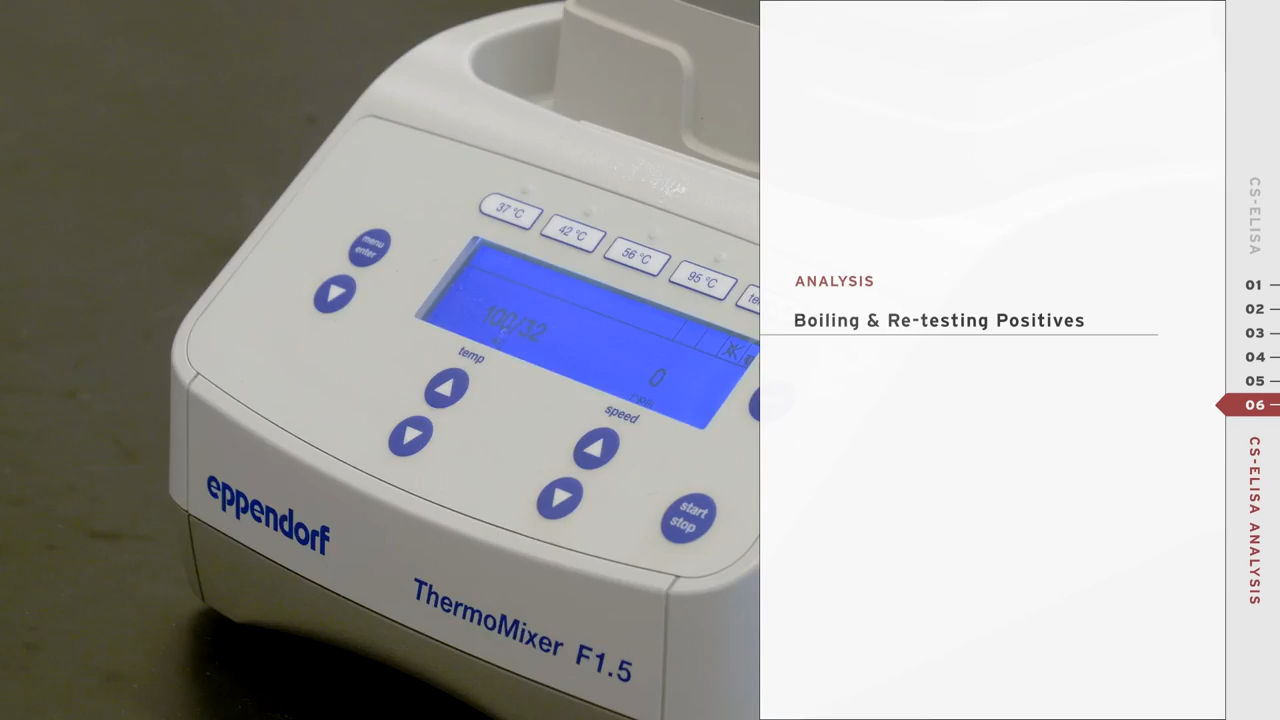 37 °C
42 °C
56 °C
95 °C
menu
enter
100/32
0
temp
speed
start
stop
eppendorf
ThermoMixer F1.5
ANALYSIS
Boiling & Re-testing Positives
CS-ELISA
01
02
03
04
05
06
CS-ELISA ANALYSIS